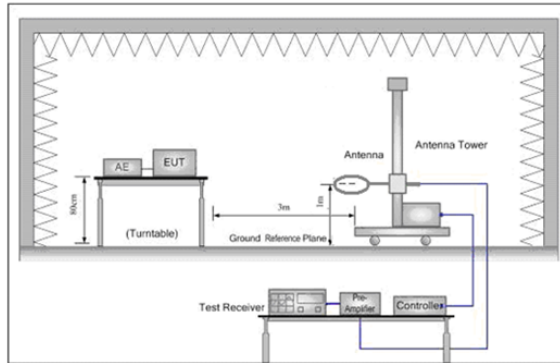 AE
EUT
Antenna
Antenna Tower
80cm
(Turntable)
3m
1m
Ground Reference Plane
Test Receiver
Pre-
Amplifier
Controller